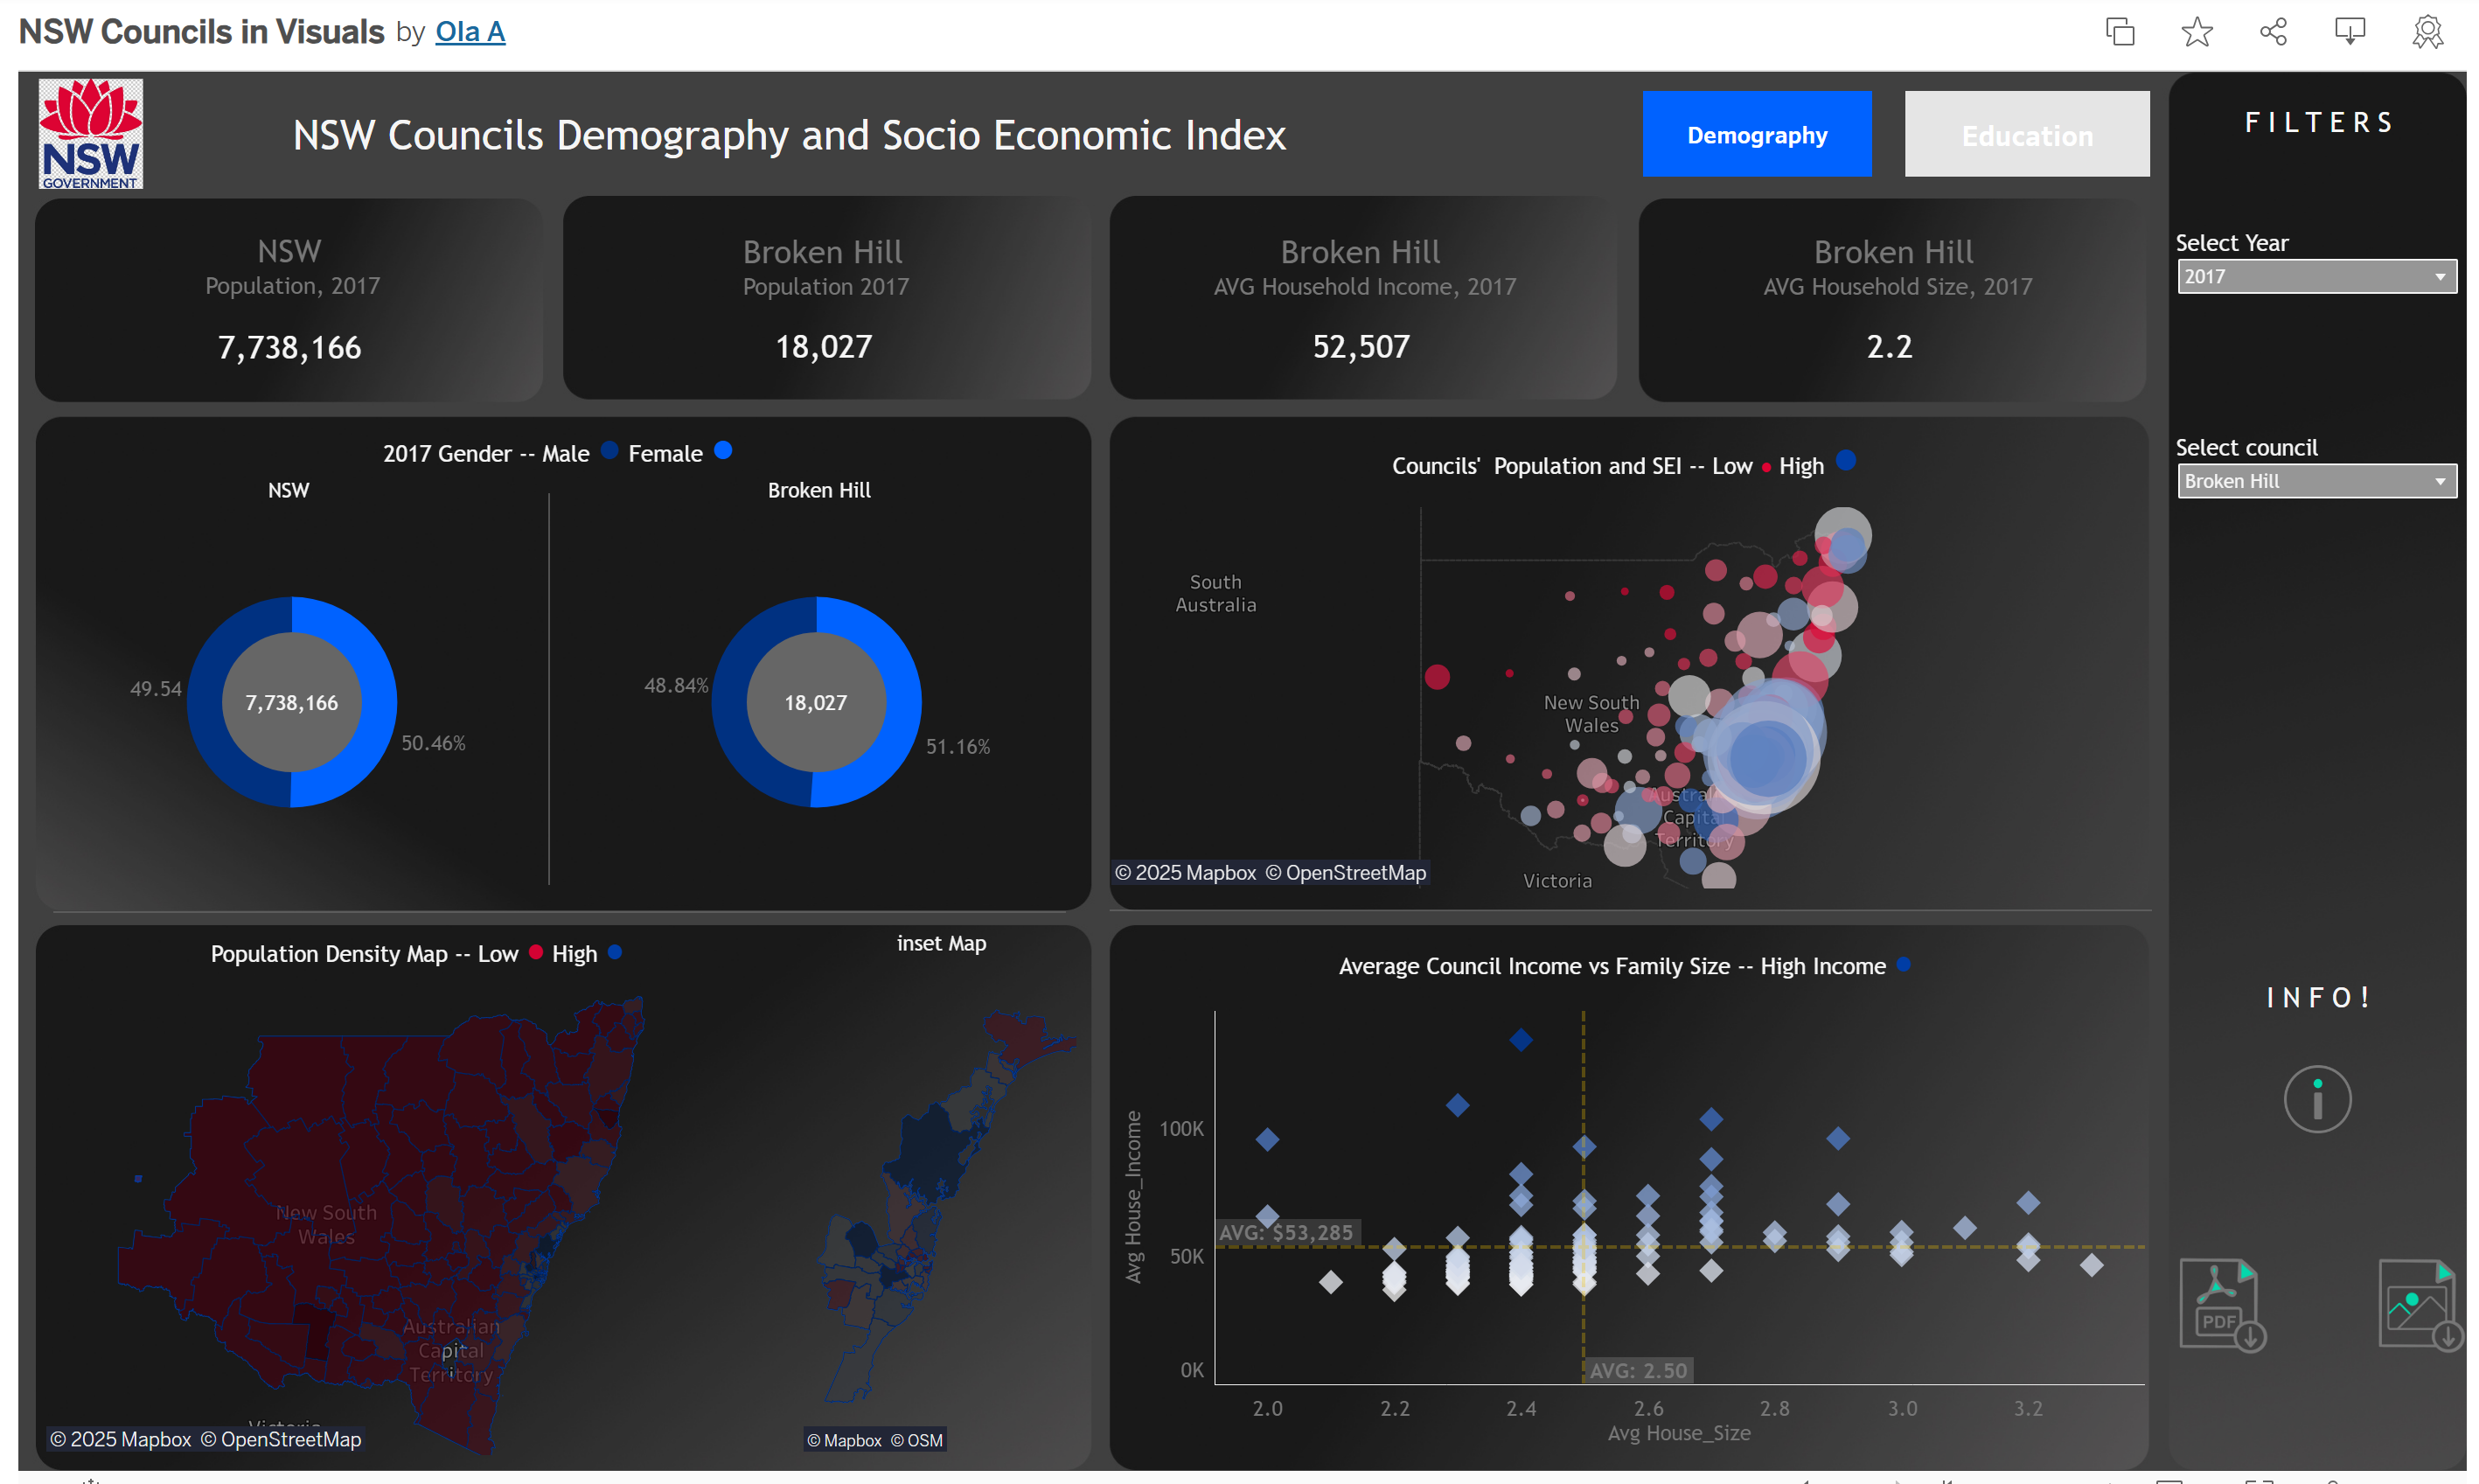 NSW Councils in Visuals by Ola A
NSW
GOVERNMENT
NSW Councils Demography and Socio Economic Index
Demography
Education
FILTERS
NSW
Population, 2017
7,738,166
Broken Hill
Population 2017
18,027
Broken Hill
AVG Household Income, 2017
52,507
Broken Hill
AVG Household Size, 2017
2.2
Select Year
2017
Select council
Broken Hill
2017 Gender -- Male Female
NSW
Broken Hill
49.54
7,738,166
50.46%
48.84%
18,027
51.16%
Councils' Population and SEI -- Low High
South
Australia
New South
Wales
Australian
Capital
Territory
Victoria
© 2025 Mapbox © OpenStreetMap
Population Density Map -- Low High
inset Map
New South
Wales
Australian
Capital
Territory
Victoria
© 2025 Mapbox © OpenStreetMap
© Mapbox © OSM
Average Council Income vs Family Size -- High Income
Avg House_Income
100K
50K
0K
AVG: $53,285
AVG: 2.50
2.0 2.2 2.4 2.6 2.8 3.0 3.2
Avg House_Size
INFO!
i
PDF